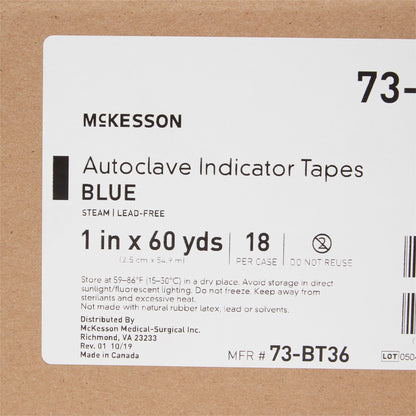 73-
McKESSON
Autoclave Indicator Tapes
BLUE
STEAM | LEAD-FREE
1 in x 60 yds | 18
(2.5 cm x 54.9 m) PER CASE DO NOT REUSE
Store at 59–86°F (15–30°C) in a dry place. Avoid storage in direct
sunlight/fluorescent lighting. Do not freeze. Keep away from
sterilants and excessive heat.
Not made with natural rubber latex, lead or solvents.
Distributed By
McKesson Medical-Surgical Inc.
Richmond, VA 23233
Rev. 01 10/19
Made in Canada
MFR # 73-BT36
LOT 050